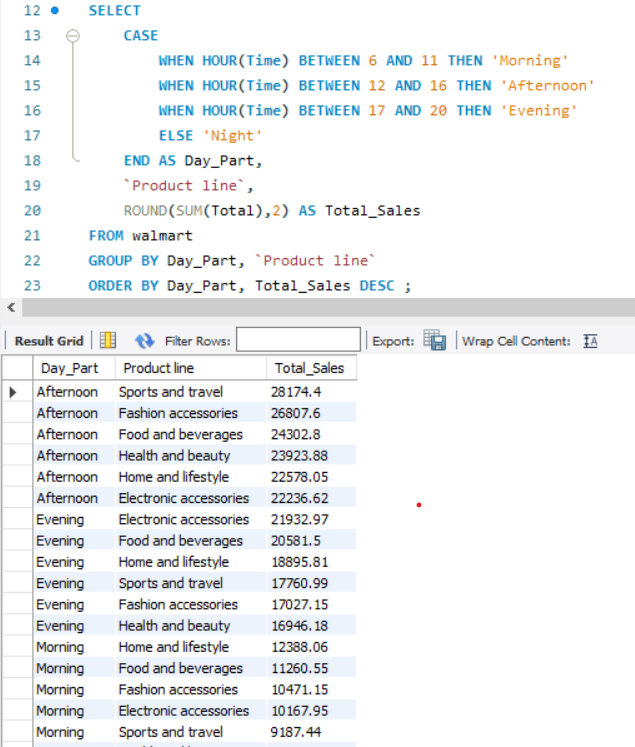 12 SELECT
13 CASE
14 WHEN HOUR(Time) BETWEEN 6 AND 11 THEN 'Morning'
15 WHEN HOUR(Time) BETWEEN 12 AND 16 THEN 'Afternoon'
16 WHEN HOUR(Time) BETWEEN 17 AND 20 THEN 'Evening'
17 ELSE 'Night'
18 END AS Day_Part,
19 `Product line`,
20 ROUND(SUM(Total),2) AS Total_Sales
21 FROM walmart
22 GROUP BY Day_Part, `Product line`
23 ORDER BY Day_Part, Total_Sales DESC ;
Result Grid Filter Rows: Export: Wrap Cell Content: IA
Day_Part Product line Total_Sales
Afternoon Sports and travel 28174.4
Afternoon Fashion accessories 26807.6
Afternoon Food and beverages 24302.8
Afternoon Health and beauty 23923.88
Afternoon Home and lifestyle 22578.05
Afternoon Electronic accessories 22236.62
Evening Electronic accessories 21932.97
Evening Food and beverages 20581.5
Evening Home and lifestyle 18895.81
Evening Sports and travel 17760.99
Evening Fashion accessories 17027.15
Evening Health and beauty 16946.18
Morning Home and lifestyle 12388.06
Morning Food and beverages 11260.55
Morning Fashion accessories 10471.15
Morning Electronic accessories 10167.95
Morning Sports and travel 9187.44